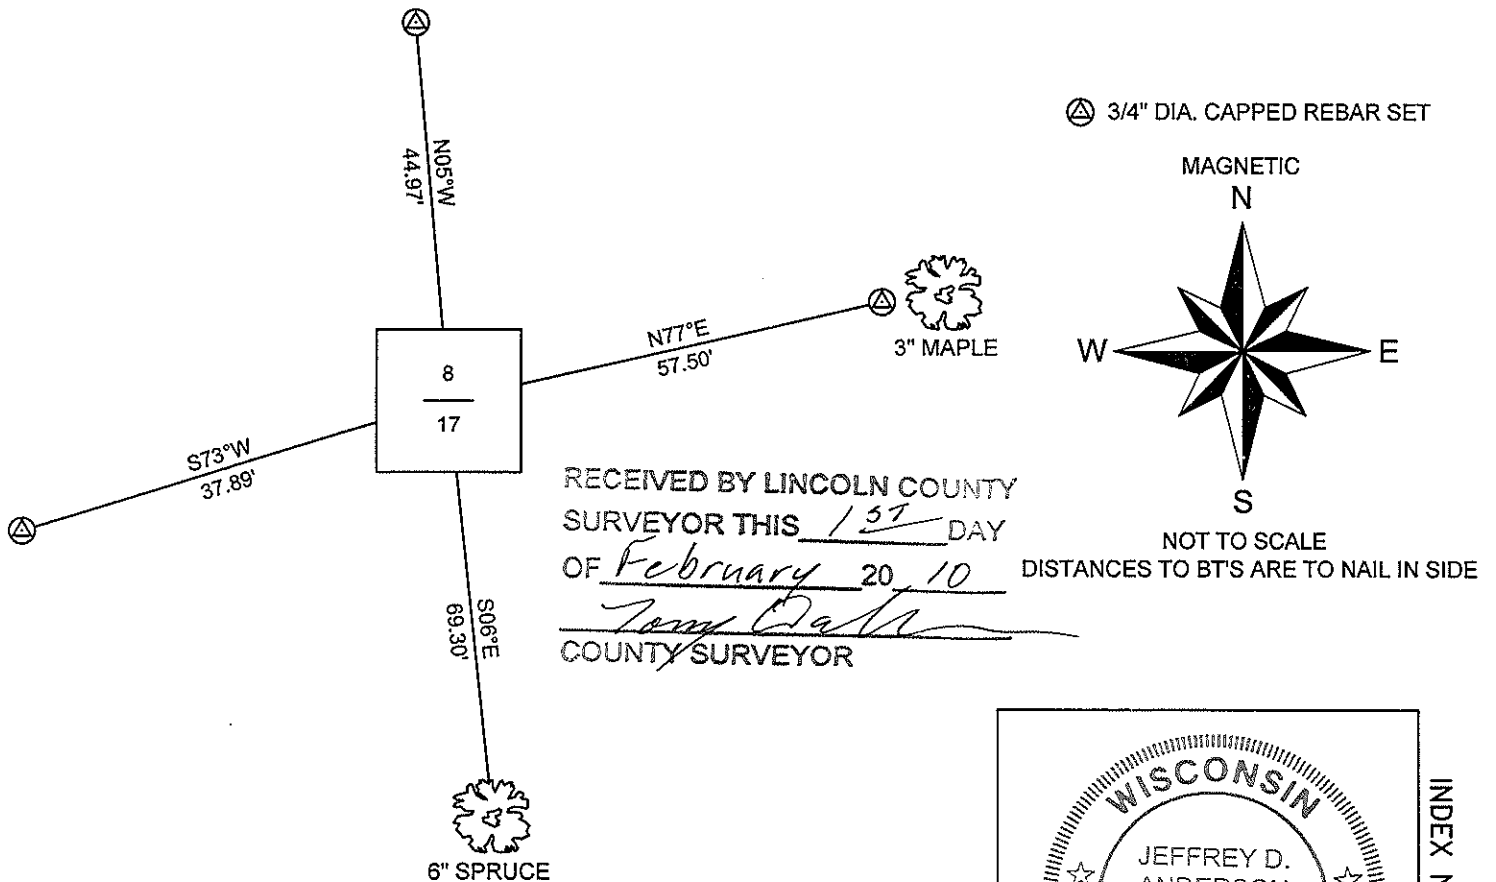 3/4" DIA. CAPPED REBAR SET
MAGNETIC
N
W
E
S
NOT TO SCALE
DISTANCES TO BT'S ARE TO NAIL IN SIDE
N05°W
44.97'
N77°E
57.50'
3" MAPLE
8
17
S73°W
37.89'
S06°E
69.30'
6" SPRUCE
RECEIVED BY LINCOLN COUNTY
SURVEYOR THIS 1ST DAY
OF February 20 10
Tony
COUNTY SURVEYOR
WISCONSIN
JEFFREY D.
ANDERSON
INDEX